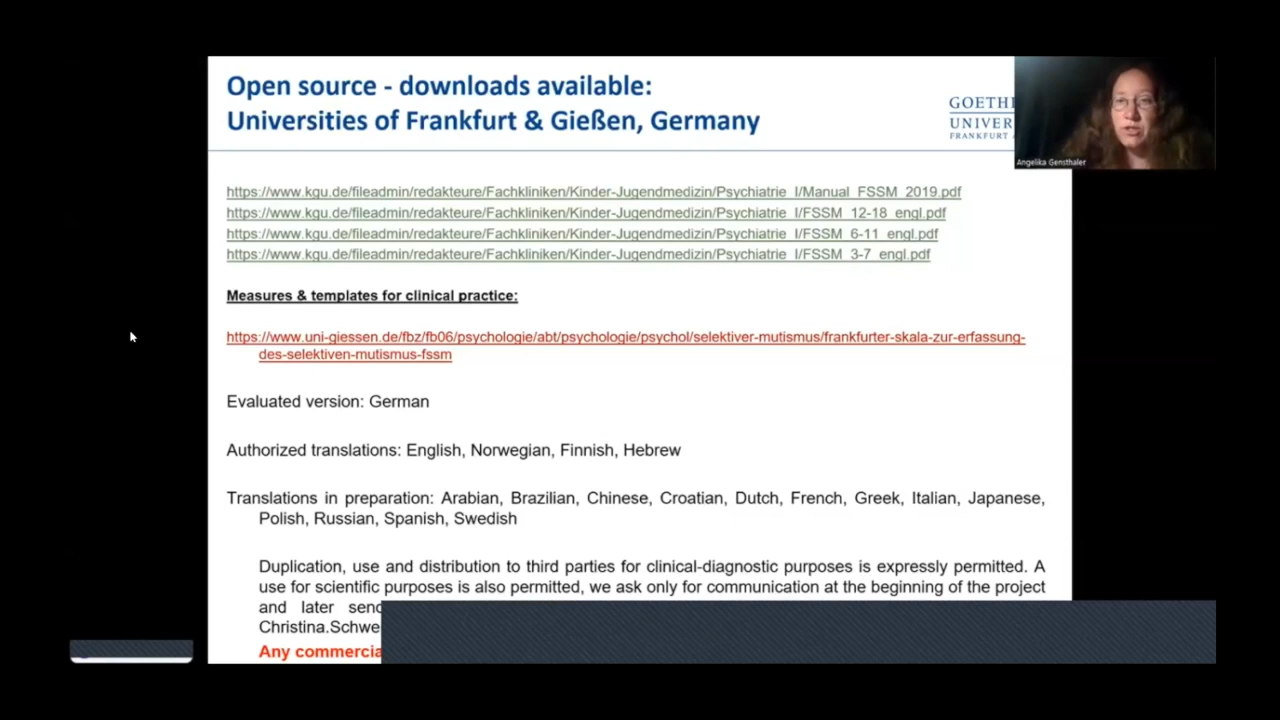 Open source - downloads available:
Universities of Frankfurt & Gießen, Germany
GOETH
UNIVER
FRANKFURT
Angelika Gensthaler
https://www.kgu.de/fileadmin/redakteure/Fachkliniken/Kinder-Jugendmedizin/Psychiatrie_I/Manual_FSSM_2019.pdf
https://www.kgu.de/fileadmin/redakteure/Fachkliniken/Kinder-Jugendmedizin/Psychiatrie_I/FSSM_12-18_engl.pdf
https://www.kgu.de/fileadmin/redakteure/Fachkliniken/Kinder-Jugendmedizin/Psychiatrie_I/FSSM_6-11_engl.pdf
https://www.kgu.de/fileadmin/redakteure/Fachkliniken/Kinder-Jugendmedizin/Psychiatrie_I/FSSM_3-7_engl.pdf
Measures & templates for clinical practice:
https://www.uni-giessen.de/fbz/fb06/psychologie/abt/psychologie/psychol/selektiver-mutismus/frankfurter-skala-zur-erfassung-
des-selektiven-mutismus-fssm
Evaluated version: German
Authorized translations: English, Norwegian, Finnish, Hebrew
Translations in preparation: Arabian, Brazilian, Chinese, Croatian, Dutch, French, Greek, Italian, Japanese,
Polish, Russian, Spanish, Swedish
Duplication, use and distribution to third parties for clinical-diagnostic purposes is expressly permitted. A
use for scientific purposes is also permitted, we ask only for communication at the beginning of the project
and later senc
Christina.Schwe
Any commercia